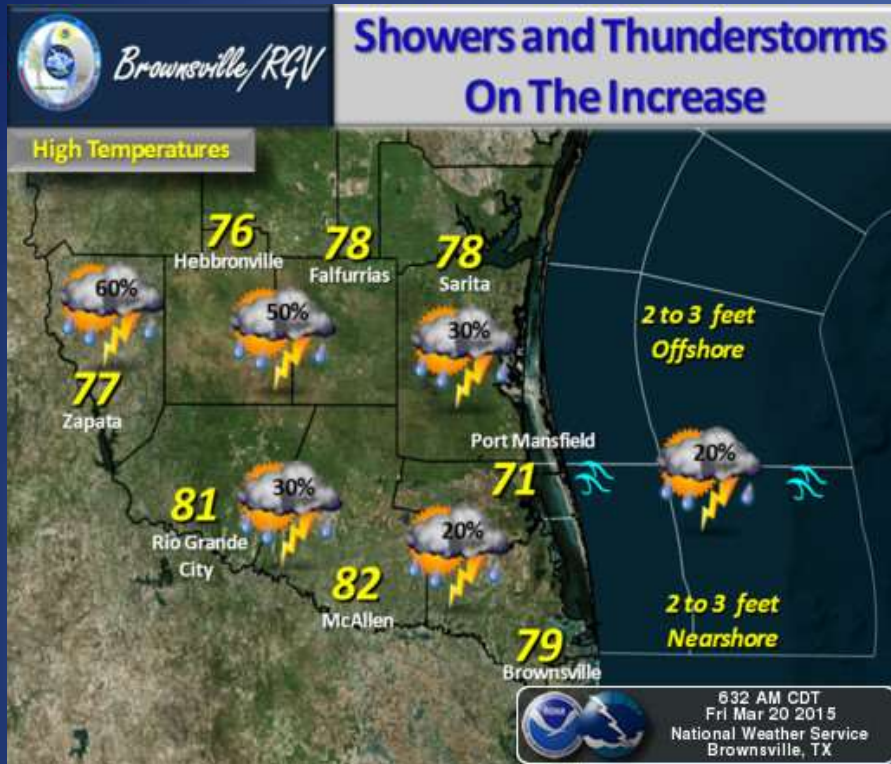 Brownsville/RGV
Showers and Thunderstorms
On The Increase
High Temperatures
76
Hebbronville
78
Falfurrias
78
Sarita
60%
50%
30%
2 to 3 feet
Offshore
77
Zapata
Port Mansfield
71
20%
81
Rio Grande
City
30%
20%
82
McAllen
2 to 3 feet
Nearshore
79
Brownsville
632 AM CDT
Fri Mar 20 2015
National Weather Service
Brownsville, TX